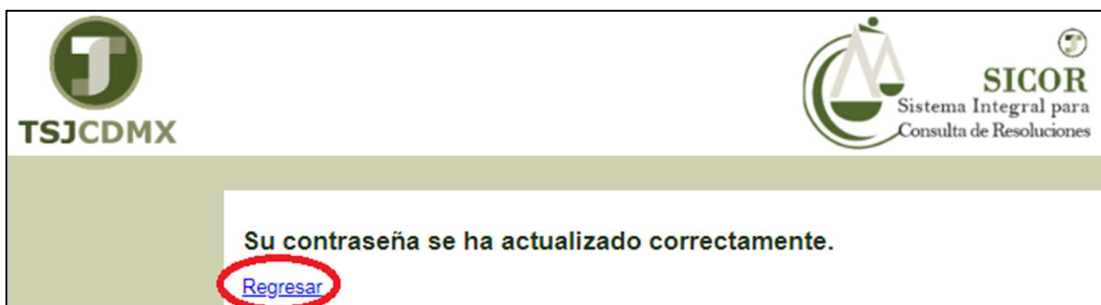 TSJCDMX
SICOR
Sistema Integral para
Consulta de Resoluciones
Su contraseña se ha actualizado correctamente.
Regresar